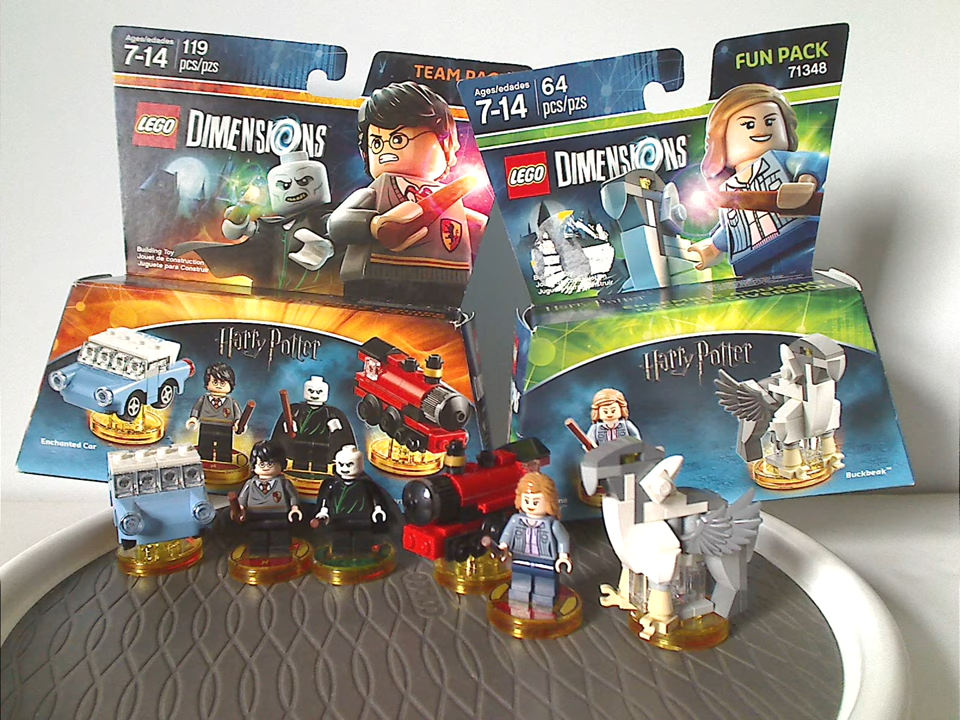 Ages/edades
7-14
119
pcs/pzs
TEAM PACK
LEGO
DIMENSIONS
Building Toy
Jouet de construction
Juguete para Construir
Harry Potter
Enchanted Car
Ages/edades
7-14
64
pcs/pzs
FUN PACK
71348
LEGO
DIMENSIONS
Harry Potter
Harry Potter
Buckbeak™